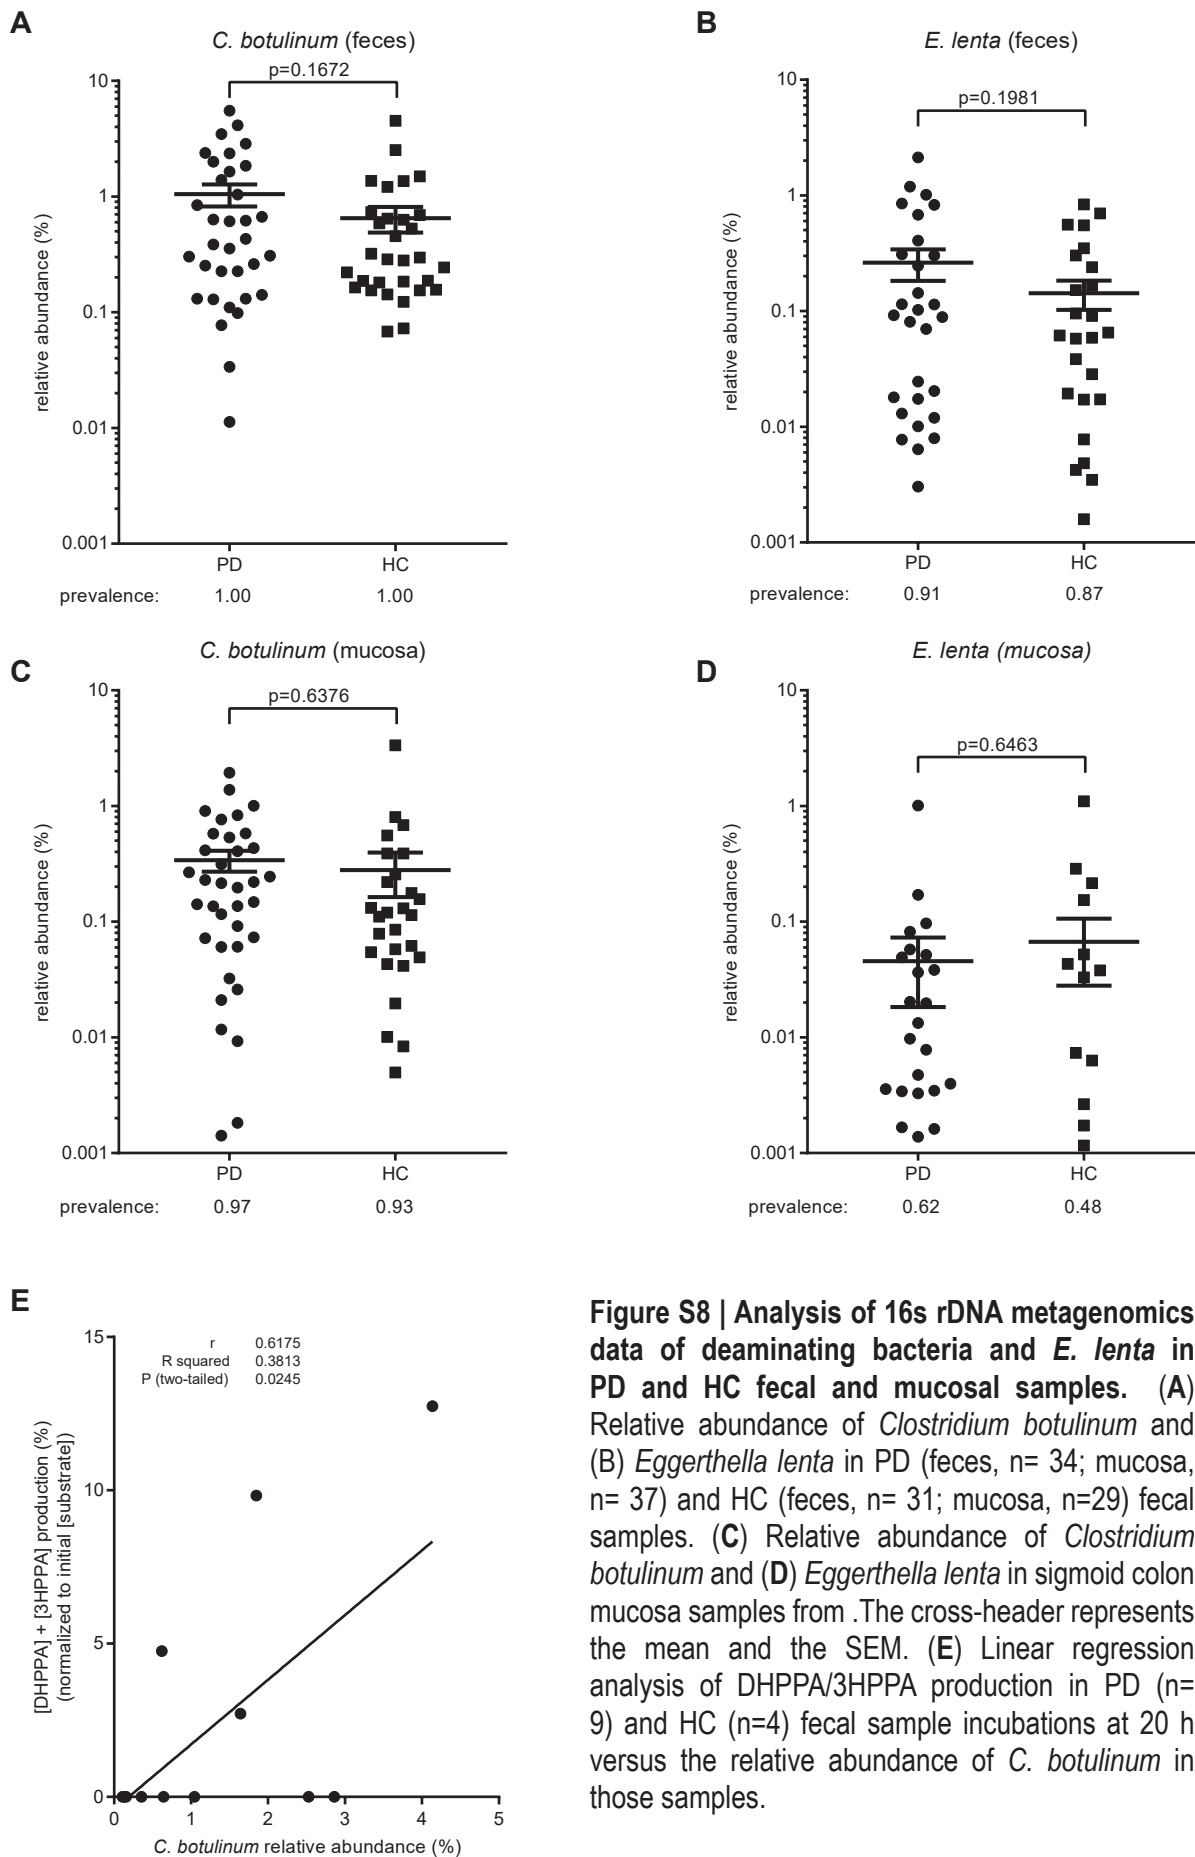 A
C. botulinum (feces)
p=0.1672
10
1
0.1
0.01
0.001
relative abundance (%)
PD HC
prevalence: 1.00 1.00
B
E. lenta (feces)
p=0.1981
10
1
0.1
0.01
0.001
relative abundance (%)
PD HC
prevalence: 0.91 0.87
C
C. botulinum (mucosa)
p=0.6376
10
1
0.1
0.01
0.001
relative abundance (%)
PD HC
prevalence: 0.97 0.93
D
E. lenta (mucosa)
p=0.6463
10
1
0.1
0.01
0.001
relative abundance (%)
PD HC
prevalence: 0.62 0.48
E
r 0.6175
R squared 0.3813
P (two-tailed) 0.0245
15
10
5
0
[DHPPA] + [3HPPA] production (%)
(normalized to initial [substrate])
0 1 2 3 4 5
C. botulinum relative abundance (%)
Figure S8 | Analysis of 16s rDNA metagenomics
data of deaminating bacteria and E. lenta in
PD and HC fecal and mucosal samples. (A)
Relative abundance of Clostridium botulinum and
(B) Eggerthella lenta in PD (feces, n= 34; mucosa,
n= 37) and HC (feces, n= 31; mucosa, n=29) fecal
samples. (C) Relative abundance of Clostridium
botulinum and (D) Eggerthella lenta in sigmoid colon
mucosa samples from .The cross-header represents
the mean and the SEM. (E) Linear regression
analysis of DHPPA/3HPPA production in PD (n=
9) and HC (n=4) fecal sample incubations at 20 h
versus the relative abundance of C. botulinum in
those samples.